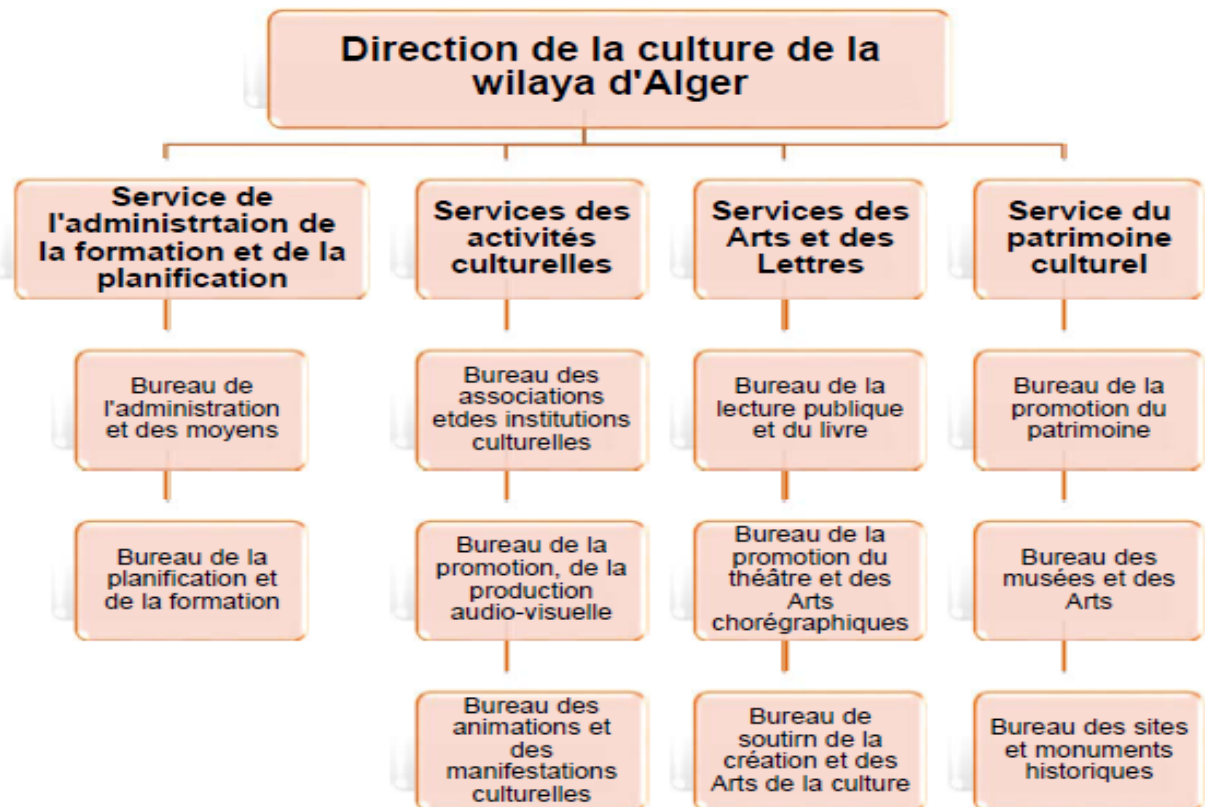 Direction de la culture de la
wilaya d'Alger
Service de
l'administrtaion de
la formation et de la
planification
Services des
activités
culturelles
Services des
Arts et des
Lettres
Service du
patrimoine
culturel
Bureau de
l'administration
et des moyens
Bureau des
associations
etdes institutions
culturelles
Bureau de la
lecture publique
et du livre
Bureau de la
promotion du
patrimoine
Bureau de la
planification et
de la formation
Bureau de la
promotion, de la
production
audio-visuelle
Bureau de la
promotion du
théâtre et des
Arts
chorégraphiques
Bureau des
musées et des
Arts
Bureau des
animations et
des
manifestations
culturelles
Bureau de
soutirn de la
création et des
Arts de la culture
Bureau des sites
et monuments
historiques